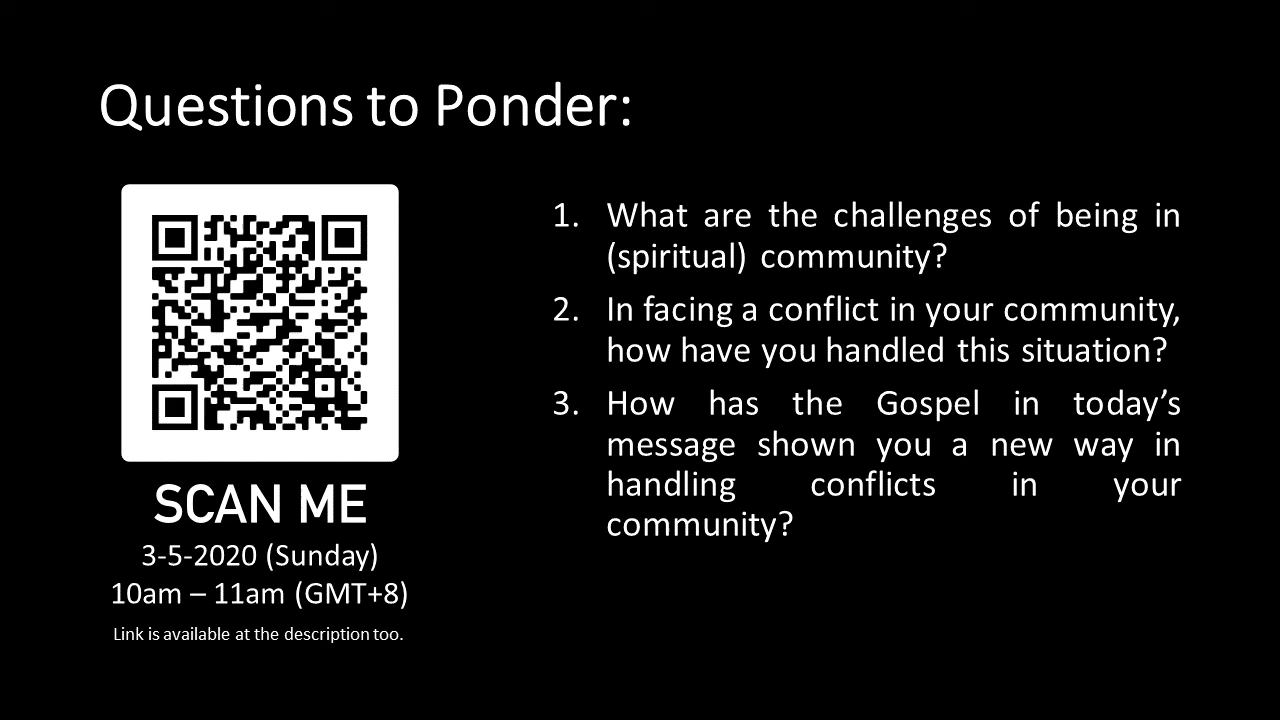 Questions to Ponder:
SCAN ME
3-5-2020 (Sunday)
10am – 11am (GMT+8)
Link is available at the description too.
1. What are the challenges of being in
(spiritual) community?
2. In facing a conflict in your community,
how have you handled this situation?
3. How has the Gospel in today’s
message shown you a new way in
handling conflicts in your
community?